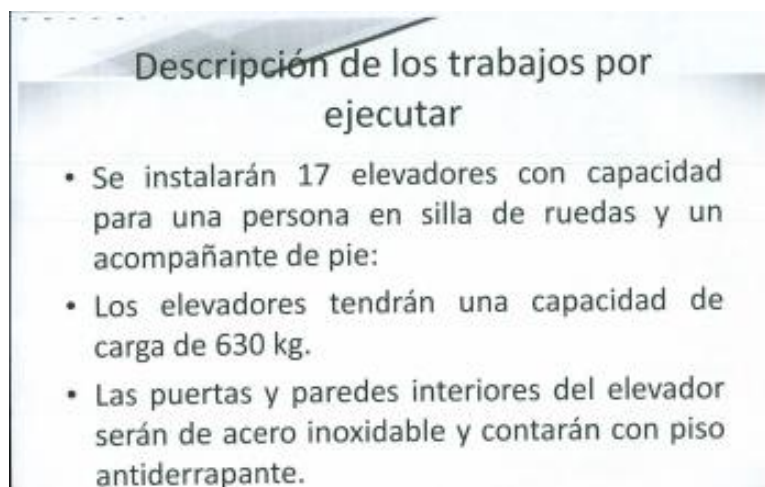 Descripción de los trabajos por
ejecutar
• Se instalarán 17 elevadores con capacidad
para una persona en silla de ruedas y un
acompañante de pie:
• Los elevadores tendrán una capacidad de
carga de 630 kg.
• Las puertas y paredes interiores del elevador
serán de acero inoxidable y contarán con piso
antiderrapante.